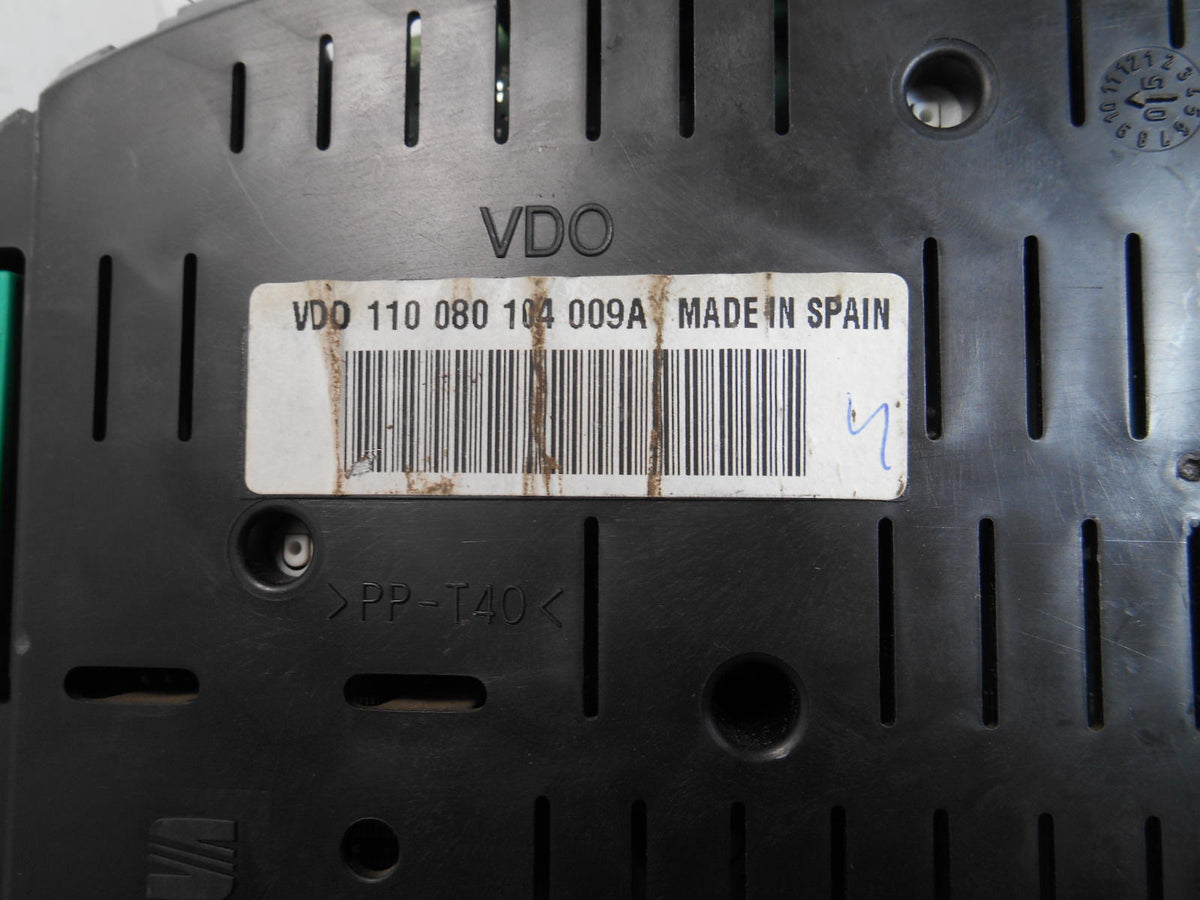 VDO
VDO 110 080 104 009A MADE IN SPAIN
>PP-T40<